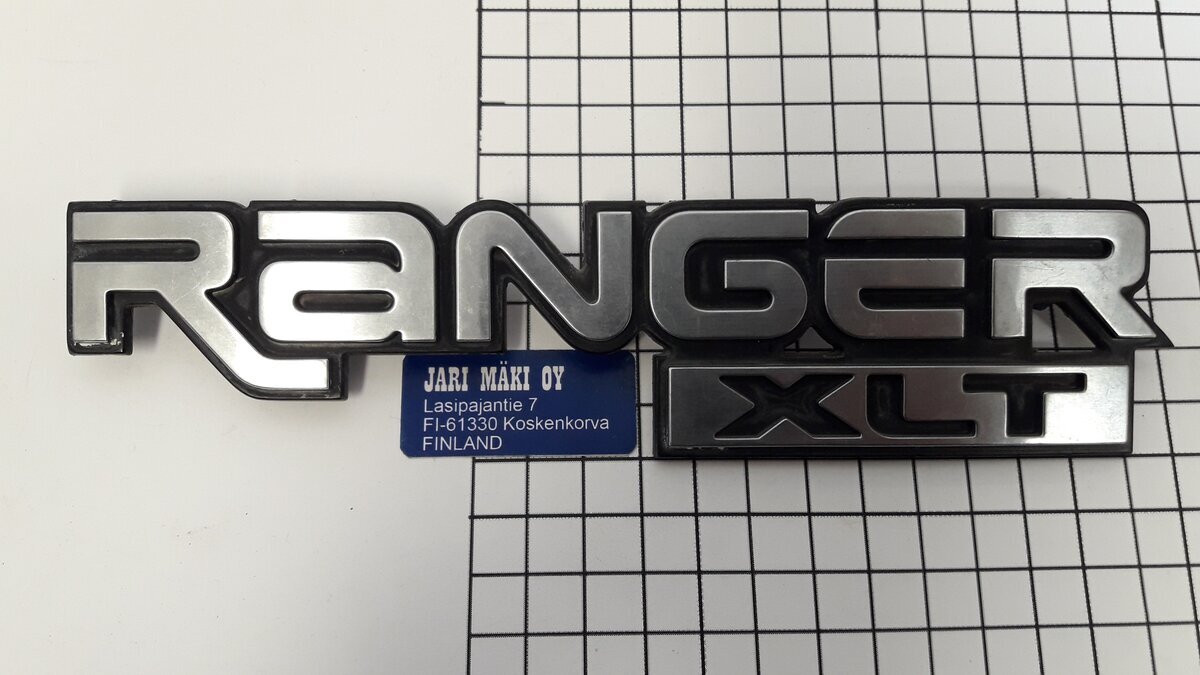 RaNGER
XLT
JARI MÄKI OY
Lasipajantie 7
FI-61330 Koskenkorva
FINLAND